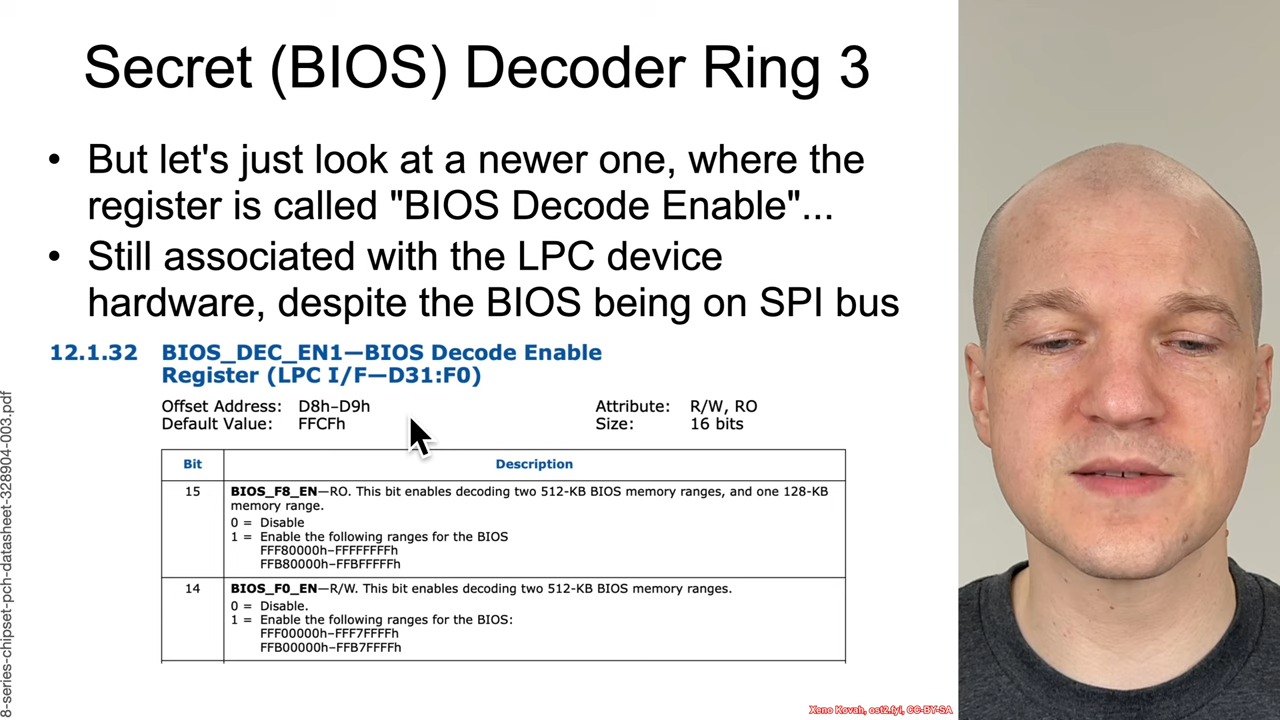 Secret (BIOS) Decoder Ring 3
• But let's just look at a newer one, where the
register is called "BIOS Decode Enable"...
• Still associated with the LPC device
hardware, despite the BIOS being on SPI bus
12.1.32 BIOS_DEC_EN1—BIOS Decode Enable
Register (LPC I/F—D31:F0)
Offset Address: D8h–D9h Attribute: R/W, RO
Default Value: FFCFh Size: 16 bits
Bit Description
15 BIOS_F8_EN—RO. This bit enables decoding two 512-KB BIOS memory ranges, and one 128-KB
memory range.
0 = Disable
1 = Enable the following ranges for the BIOS
FFF80000h–FFFFFFFFh
FFB80000h–FFBFFFFFh
14 BIOS_F0_EN—R/W. This bit enables decoding two 512-KB BIOS memory ranges.
0 = Disable.
1 = Enable the following ranges for the BIOS:
FFF00000h–FFF7FFFFh
FFB00000h–FFB7FFFFh
8-series-chipset-pch-datasheet-328904-003.pdf
Xeno Kovah, ost2.fyi, CC-BY-SA